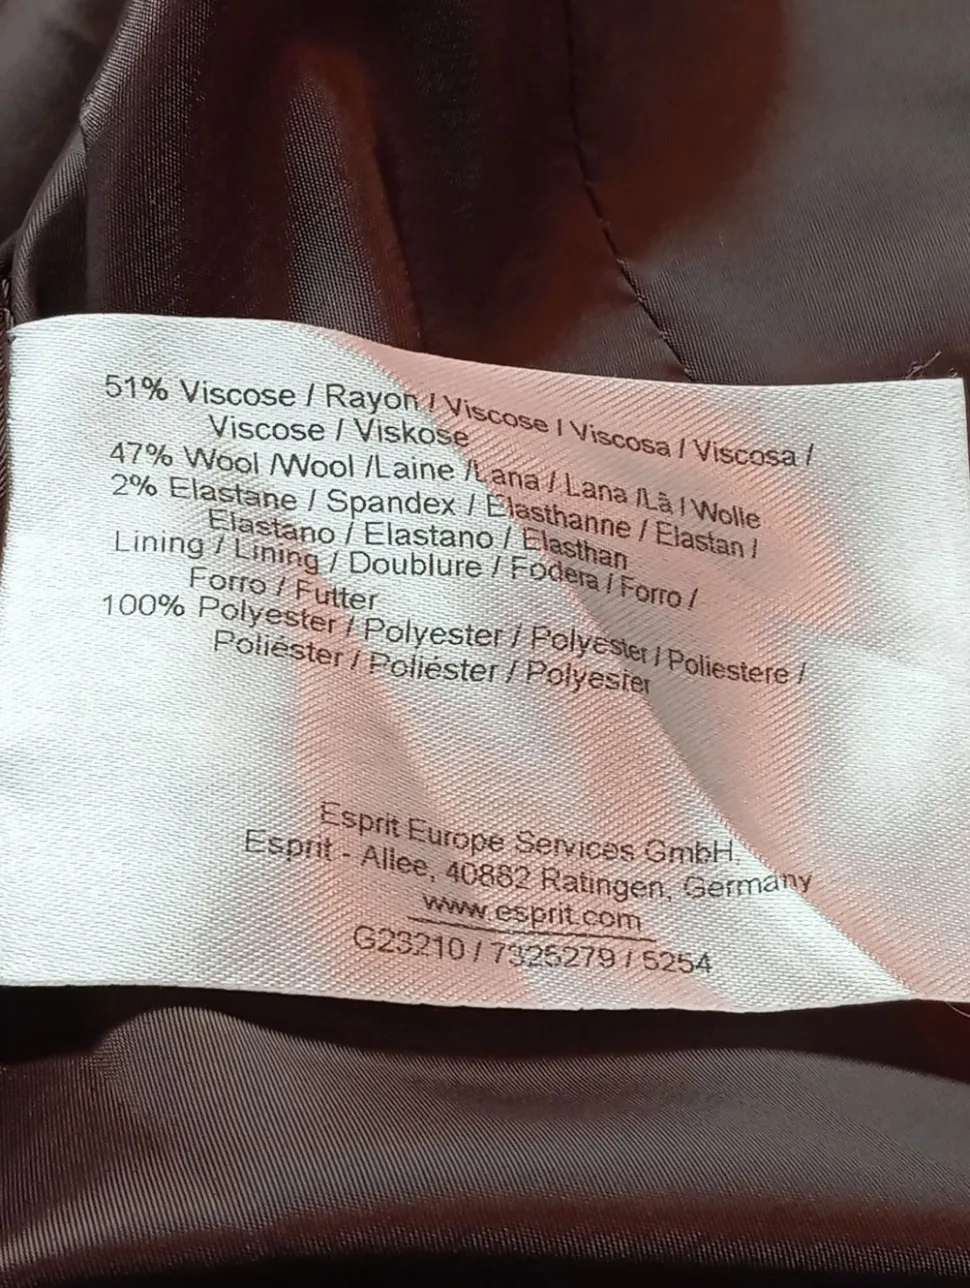 51% Viscose / Rayon / Viscose / Viscosa / Viscosa /
Viscose / Viskose
47% Wool /Wool /Laine /Lana / Lana /Lã / Wolle
2% Elastane / Spandex / Elasthanne / Elastan /
Elastano / Elastano / Elasthan
Lining / Lining / Doublure / Fodera / Forro /
Forro / Futter
100% Polyester / Polyester / Polyester / Poliestere /
Poliéster / Poliéster / Polyester
Esprit Europe Services GmbH.
Esprit - Allee, 40882 Ratingen, Germany
www.esprit.com
G23210 / 7325279 / 5254